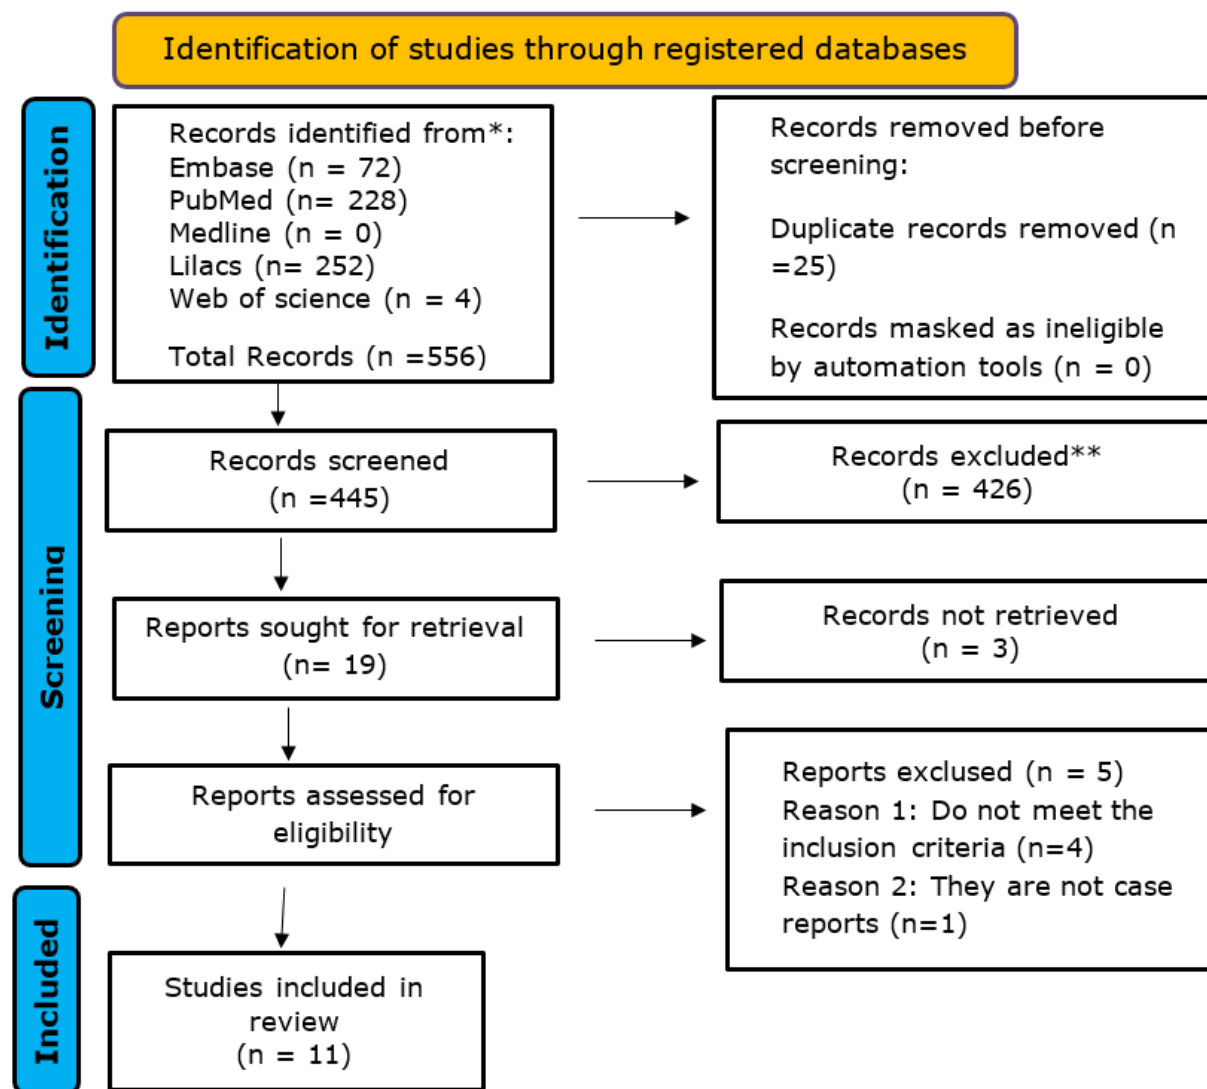 Identification of studies through registered databases
Identification
Records identified from*:
Embase (n = 72)
PubMed (n= 228)
Medline (n = 0)
Lilacs (n= 252)
Web of science (n = 4)
Total Records (n =556)
Records removed before
screening:
Duplicate records removed (n
=25)
Records masked as ineligible
by automation tools (n = 0)
Screening
Records screened
(n =445)
Records excluded**
(n = 426)
Reports sought for retrieval
(n= 19)
Records not retrieved
(n = 3)
Reports assessed for
eligibility
Reports exclused (n = 5)
Reason 1: Do not meet the
inclusion criteria (n=4)
Reason 2: They are not case
reports (n=1)
Included
Studies included in
review
(n = 11)